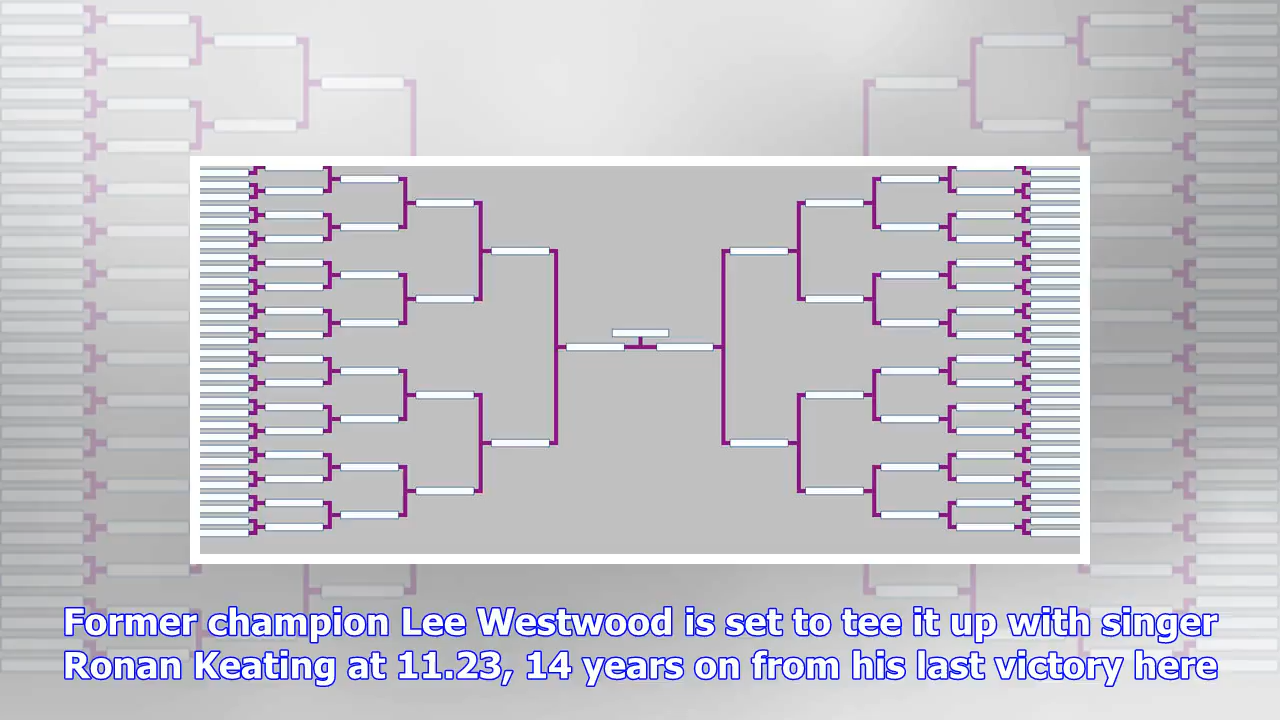 Former champion Lee Westwood is set to tee it up with singer
Ronan Keating at 11.23, 14 years on from his last victory here